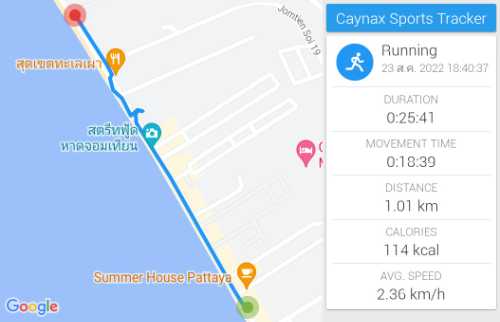 Jomtien Soi 19
สุดเขตทะเลเผา
สตรีทฟู้ด
หาดจอมเทียน
Summer House Pattaya
Google
Caynax Sports Tracker
Running
23 ส.ค. 2022 18:40:37
DURATION
0:25:41
MOVEMENT TIME
0:18:39
DISTANCE
1.01 km
CALORIES
114 kcal
AVG. SPEED
2.36 km/h